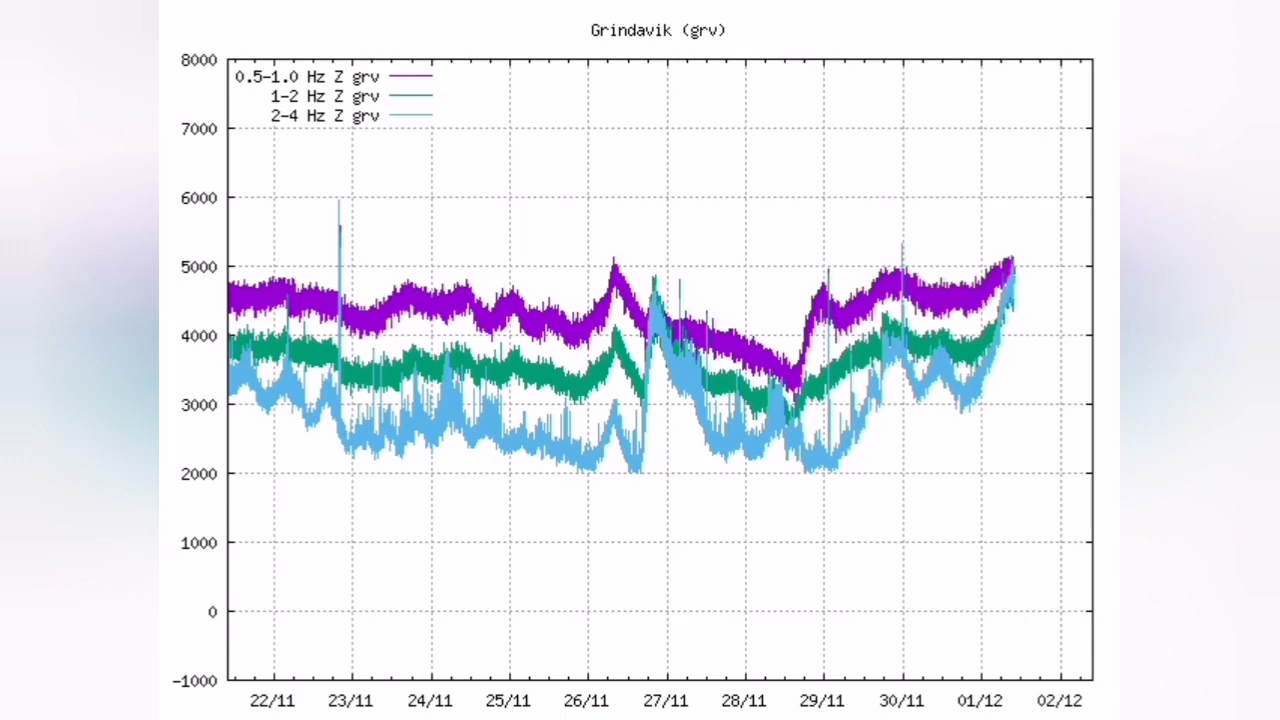 Grindavik (grv)
8000
0.5-1.0 Hz Z grv
1-2 Hz Z grv
2-4 Hz Z grv
7000
6000
5000
4000
3000
2000
1000
0
-1000
22/11 23/11 24/11 25/11 26/11 27/11 28/11 29/11 30/11 01/12 02/12